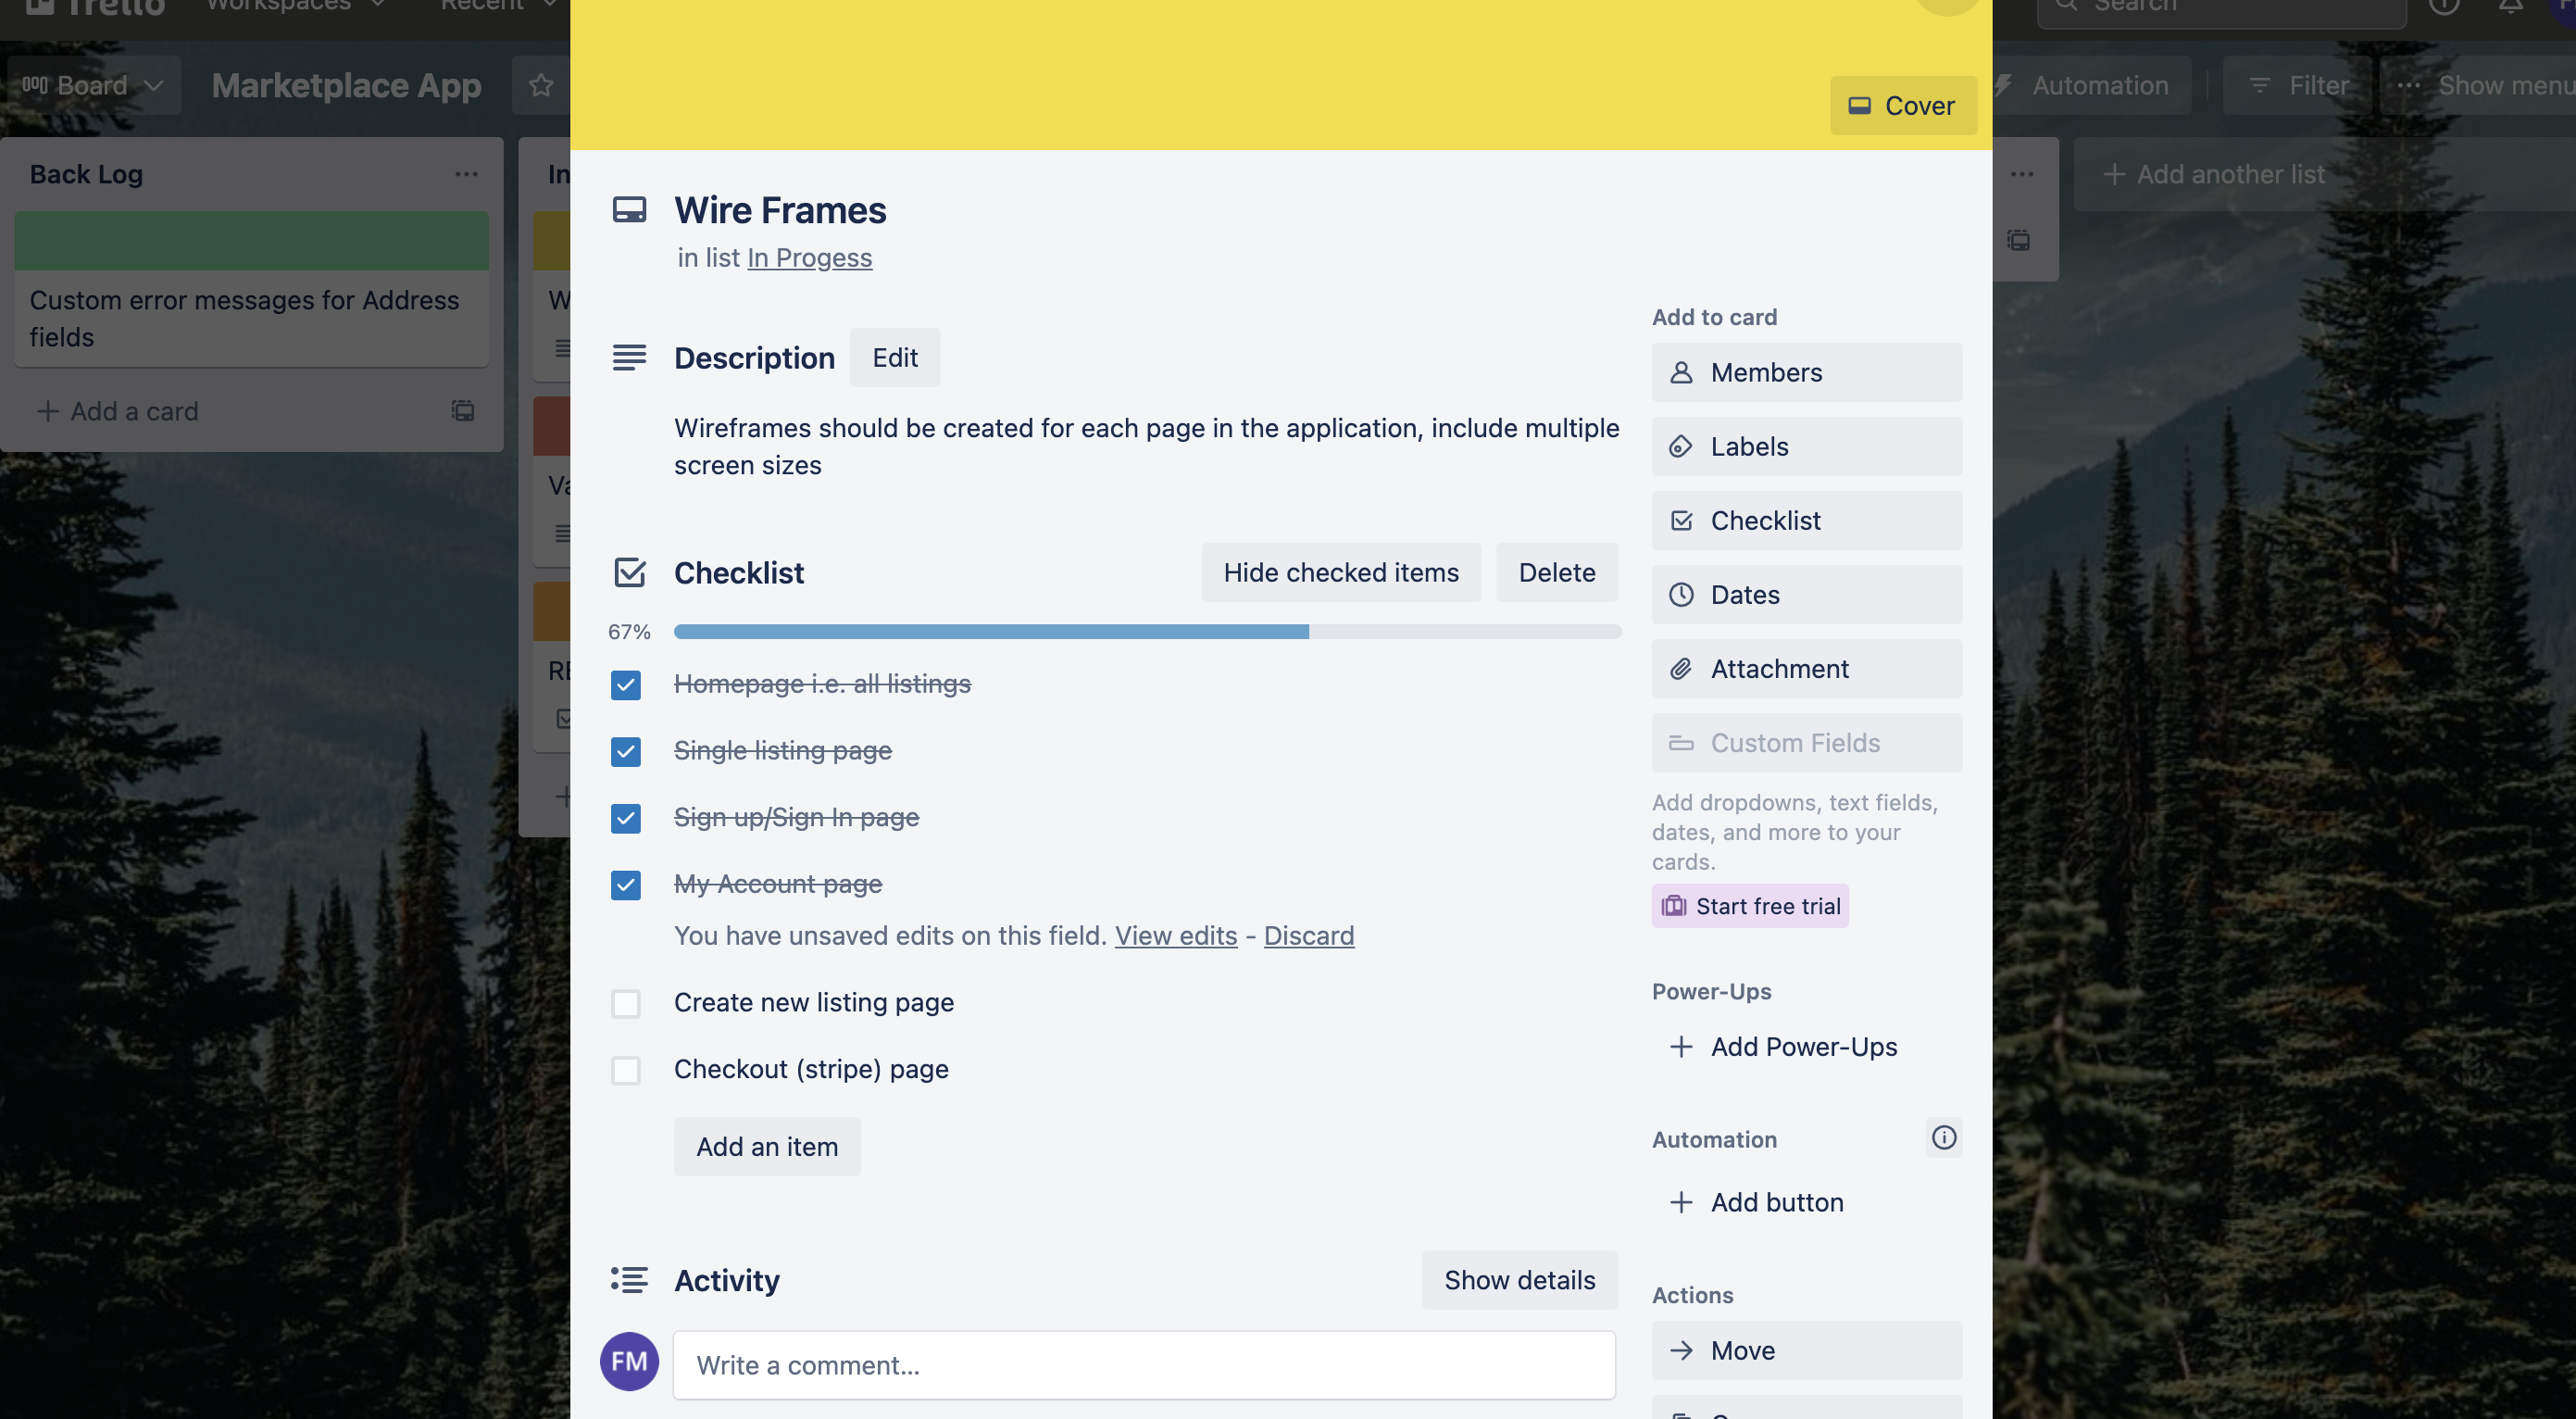 Trello
Workspaces
Recent
Search
Board
Marketplace App
Automation
Filter
Show menu
Back Log
Custom error messages for Address
fields
Add a card
In
Add another list
Cover
Wire Frames
in list In Progess
Description
Edit
Wireframes should be created for each page in the application, include multiple
screen sizes
Checklist
Hide checked items
Delete
67%
Homepage i.e. all listings
Single listing page
Sign up/Sign In page
My Account page
You have unsaved edits on this field. View edits - Discard
Create new listing page
Checkout (stripe) page
Add an item
Activity
Show details
FM
Write a comment...
Add to card
Members
Labels
Checklist
Dates
Attachment
Custom Fields
Add dropdowns, text fields,
dates, and more to your
cards.
Start free trial
Power-Ups
Add Power-Ups
Automation
Add button
Actions
Move